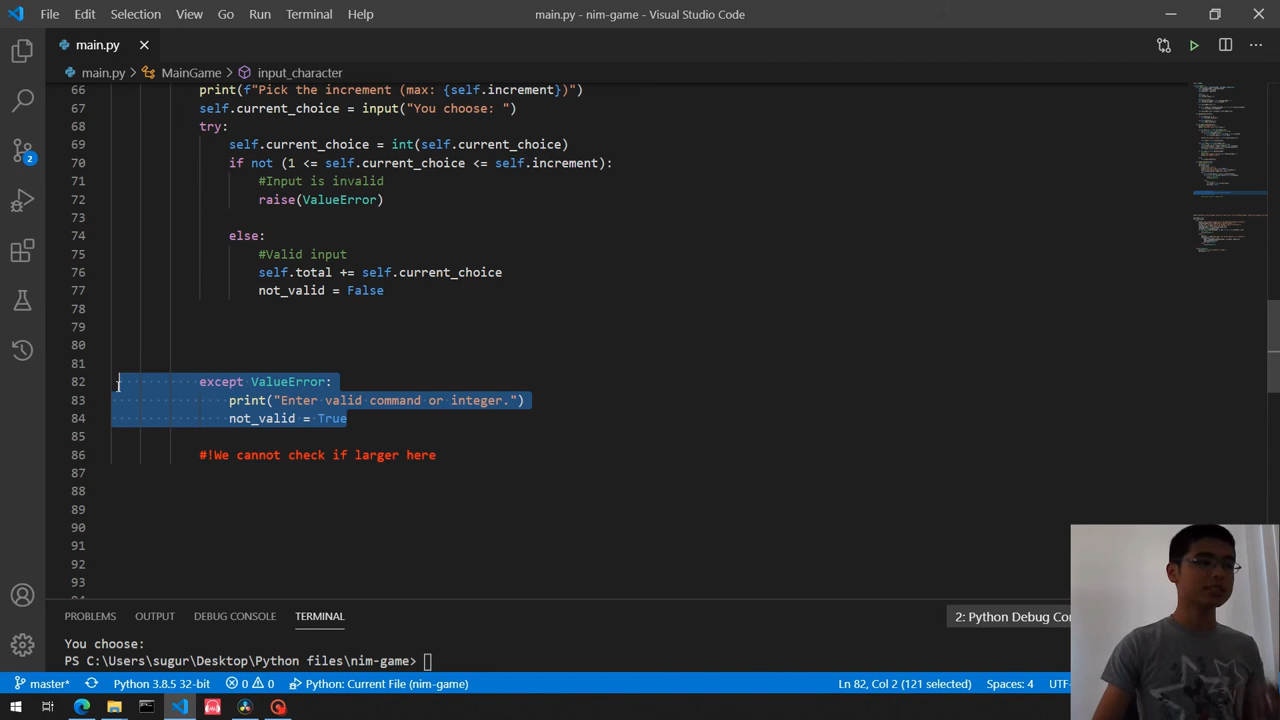 File Edit Selection View Go Run Terminal Help main.py - nim-game - Visual Studio Code
main.py
main.py > MainGame > input_character
66 print(f"Pick the increment (max: {self.increment})")
67 self.current_choice = input("You choose: ")
68 try:
69 self.current_choice = int(self.current_choice)
70 if not (1 <= self.current_choice <= self.increment):
71 #Input is invalid
72 raise(ValueError)
73
74 else:
75 #Valid input
76 self.total += self.current_choice
77 not_valid = False
78
79
80
81
82 except ValueError:
83 print("Enter valid command or integer.")
84 not_valid = True
85
86 #!We cannot check if larger here
87
88
89
90
91
92
93
PROBLEMS OUTPUT DEBUG CONSOLE TERMINAL 2: Python Debug Co
You choose:
PS C:\Users\sugur\Desktop\Python files\nim-game>
master* Python 3.8.5 32-bit 0 0 Python: Current File (nim-game) Ln 82, Col 2 (121 selected) Spaces: 4 UT
2